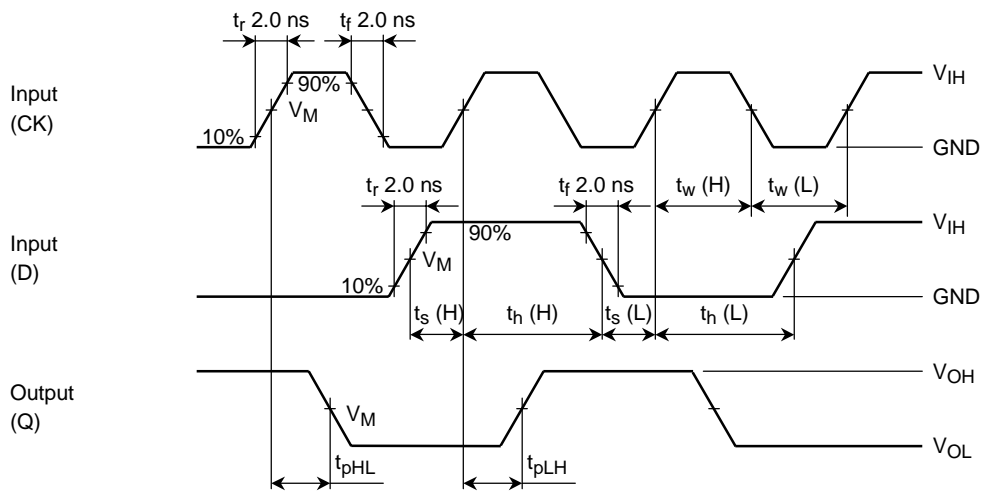 tr 2.0 ns tf 2.0 ns
Input
(CK)
90%
VM
10%
VIH
GND
tr 2.0 ns tf 2.0 ns tw (H) tw (L)
Input
(D)
90%
VM
10%
VIH
GND
ts (H) th (H) ts (L) th (L)
Output
(Q)
VM
VOH
VOL
tpHL tpLH